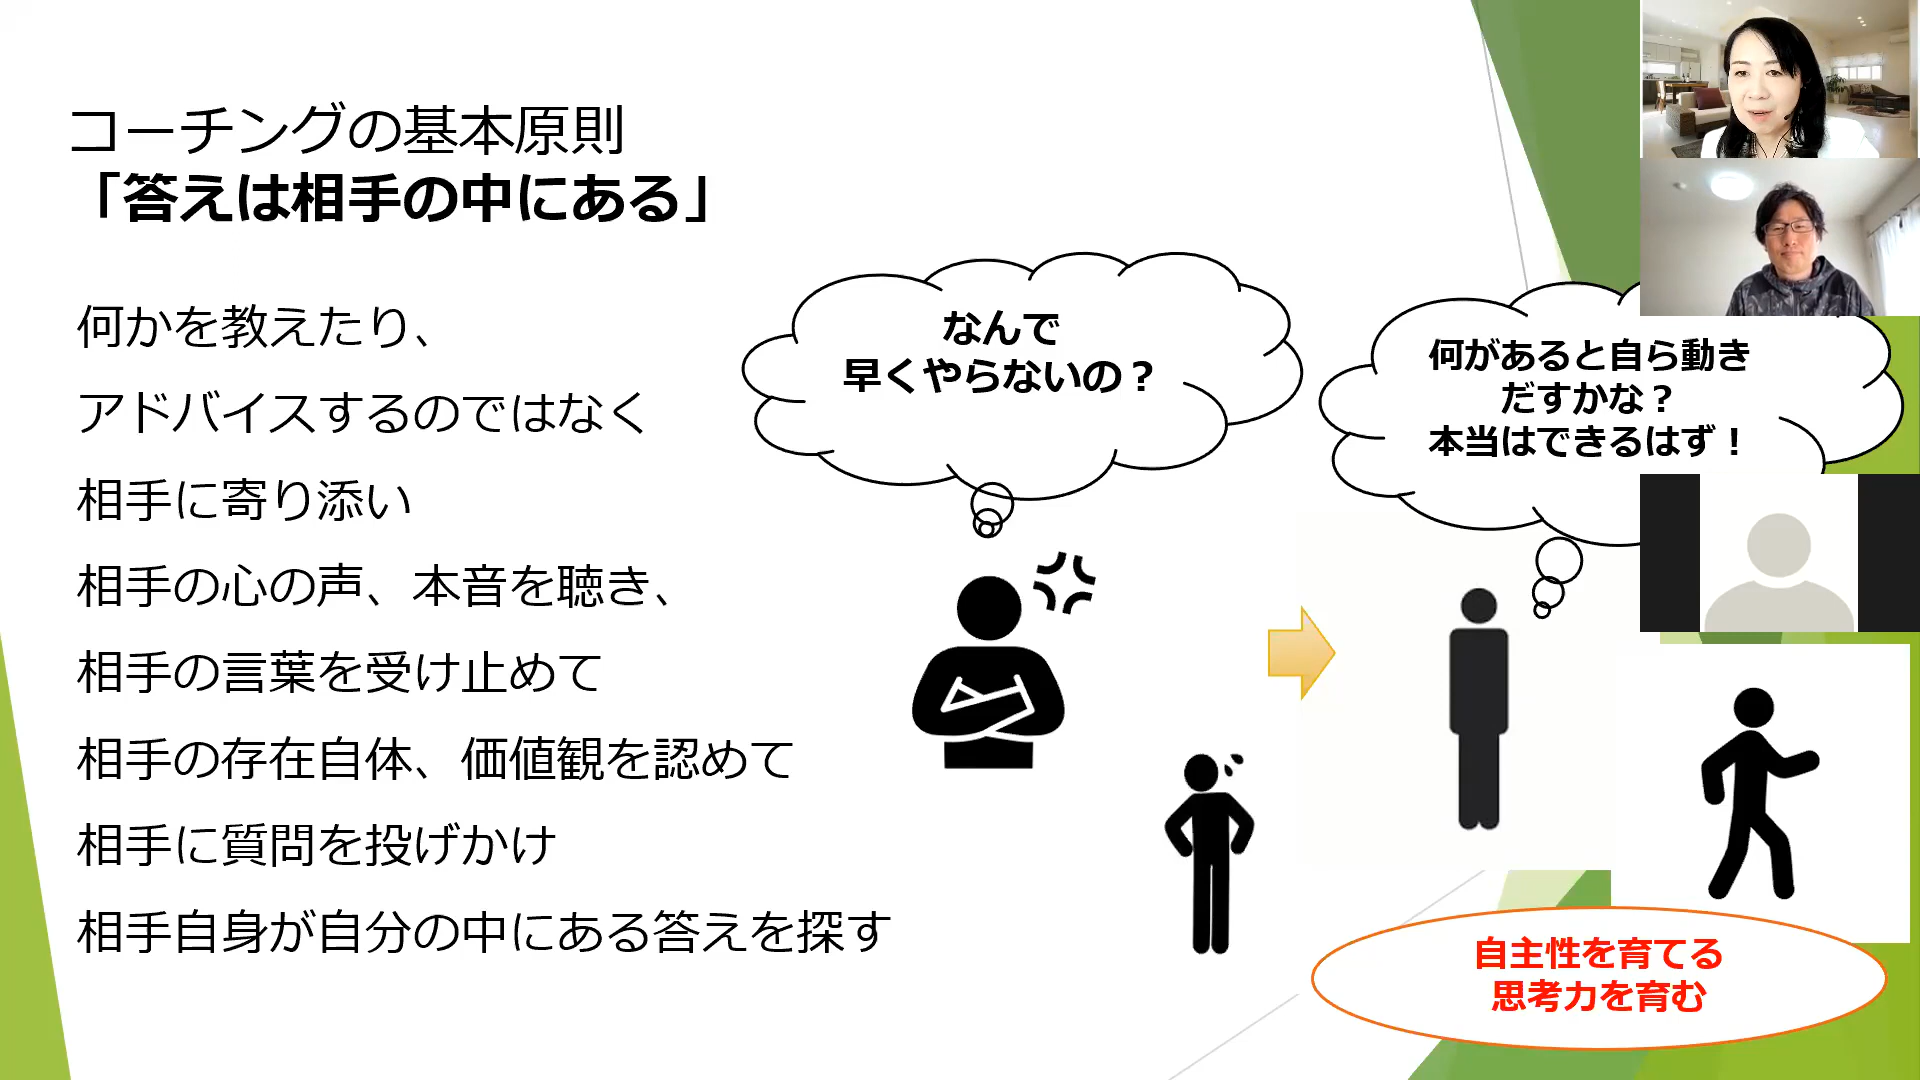 コーチングの基本原則
「答えは相手の中にある」
何かを教えたり、
アドバイスするのではなく
相手に寄り添い
相手の心の声、本音を聴き、
相手の言葉を受け止めて
相手の存在自体、価値観を認めて
相手に質問を投げかけ
相手自身が自分の中にある答えを探す
なんで
早くやらないの？
何があると自ら動き
だすかな？
本当はできるはず！
自主性を育てる
思考力を育む